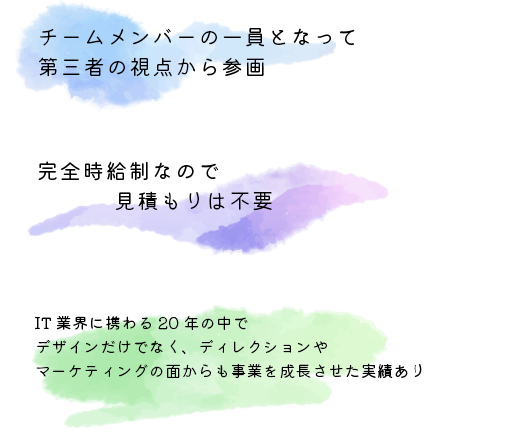 チームメンバーの一員となって
第三者の視点から参画
完全時給制なので
見積もりは不要
IT業界に携わる20年の中で
デザインだけでなく、ディレクションや
マーケティングの面からも事業を成長させた実績あり